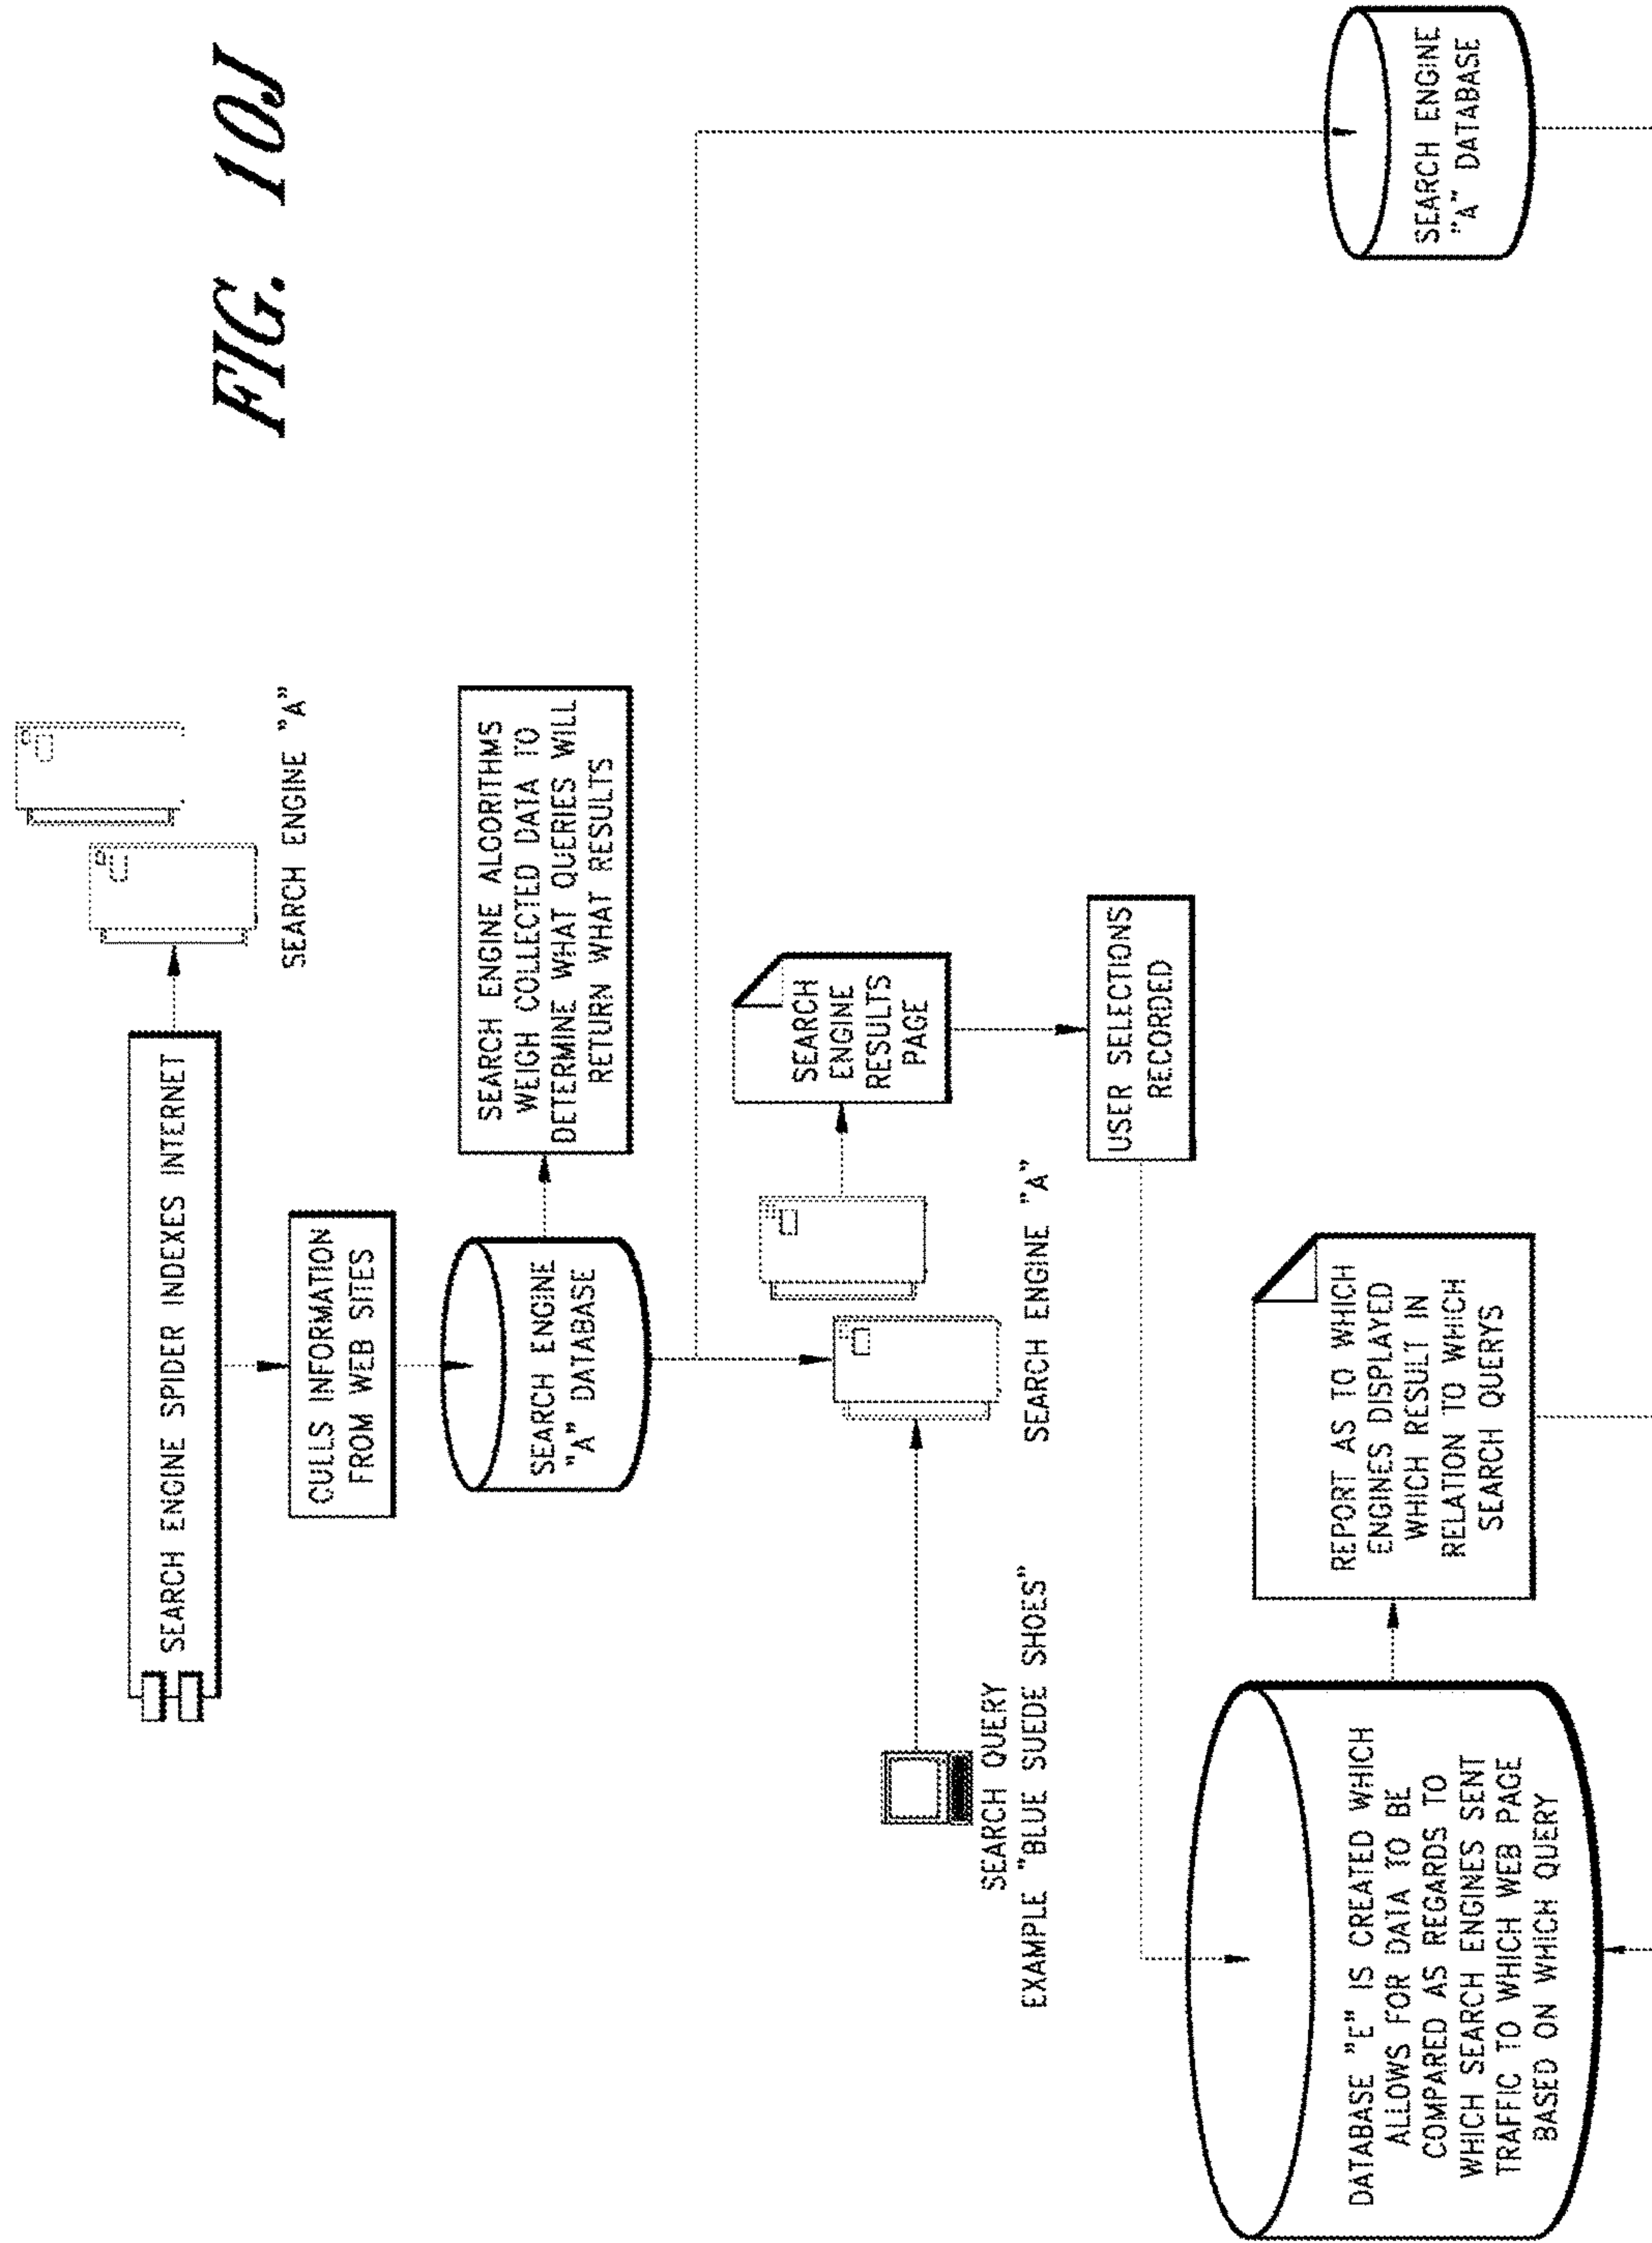 FIG. 10J
SEARCH ENGINE SPIDER INDEXES INTERNET
SEARCH ENGINE "A"
CULLS INFORMATION
FROM WEB SITES
SEARCH ENGINE
"A" DATABASE
SEARCH ENGINE ALGORITHMS
WEIGH COLLECTED DATA TO
DETERMINE WHAT QUERIES WILL
RETURN WHAT RESULTS
SEARCH QUERY
EXAMPLE "BLUE SUEDE SHOES"
SEARCH ENGINE "A"
SEARCH
ENGINE
RESULTS
PAGE
USER SELECTIONS
RECORDED
DATABASE "E" IS CREATED WHICH
ALLOWS FOR DATA TO BE
COMPARED AS REGARDS TO
WHICH SEARCH ENGINES SENT
TRAFFIC TO WHICH WEB PAGE
BASED ON WHICH QUERY
REPORT AS TO WHICH
ENGINES DISPLAYED
WHICH RESULT IN
RELATION TO WHICH
SEARCH QUERYS
SEARCH ENGINE
"A" DATABASE